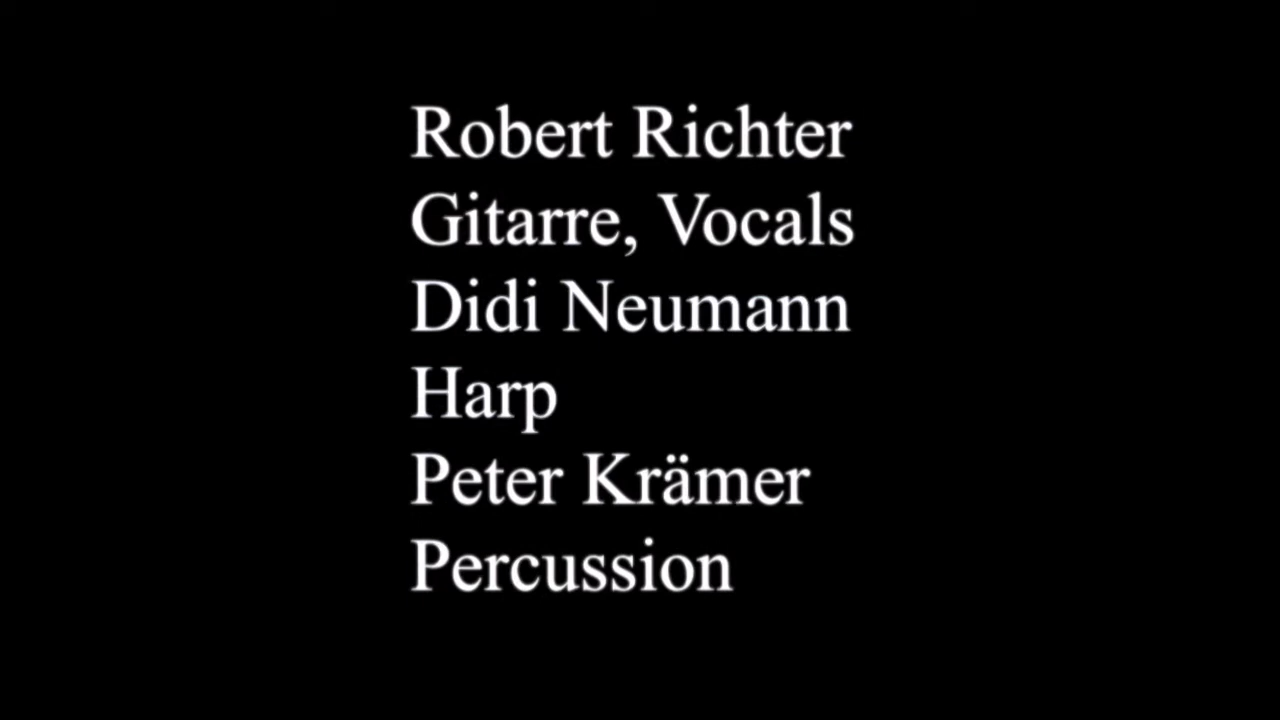 Robert Richter
Gitarre, Vocals
Didi Neumann
Harp
Peter Krämer
Percussion